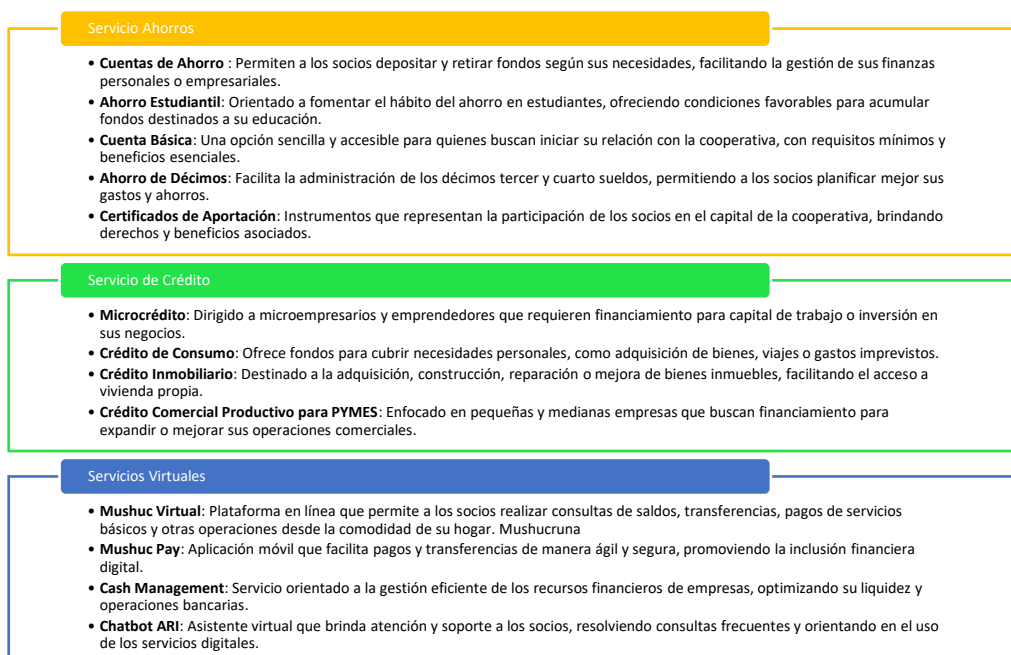 Servicio Ahorros
• Cuentas de Ahorro : Permiten a los socios depositar y retirar fondos según sus necesidades, facilitando la gestión de sus finanzas
personales o empresariales.
• Ahorro Estudiantil: Orientado a fomentar el hábito del ahorro en estudiantes, ofreciendo condiciones favorables para acumular
fondos destinados a su educación.
• Cuenta Básica: Una opción sencilla y accesible para quienes buscan iniciar su relación con la cooperativa, con requisitos mínimos y
beneficios esenciales.
• Ahorro de Décimos: Facilita la administración de los décimos tercer y cuarto sueldos, permitiendo a los socios planificar mejor sus
gastos y ahorros.
• Certificados de Aportación: Instrumentos que representan la participación de los socios en el capital de la cooperativa, brindando
derechos y beneficios asociados.
Servicio de Crédito
• Microcrédito: Dirigido a microempresarios y emprendedores que requieren financiamiento para capital de trabajo o inversión en
sus negocios.
• Crédito de Consumo: Ofrece fondos para cubrir necesidades personales, como adquisición de bienes, viajes o gastos imprevistos.
• Crédito Inmobiliario: Destinado a la adquisición, construcción, reparación o mejora de bienes inmuebles, facilitando el acceso a
vivienda propia.
• Crédito Comercial Productivo para PYMES: Enfocado en pequeñas y medianas empresas que buscan financiamiento para
expandir o mejorar sus operaciones comerciales.
Servicios Virtuales
• Mushuc Virtual: Plataforma en línea que permite a los socios realizar consultas de saldos, transferencias, pagos de servicios
básicos y otras operaciones desde la comodidad de su hogar. Mushucruna
• Mushuc Pay: Aplicación móvil que facilita pagos y transferencias de manera ágil y segura, promoviendo la inclusión financiera
digital.
• Cash Management: Servicio orientado a la gestión eficiente de los recursos financieros de empresas, optimizando su liquidez y
operaciones bancarias.
• Chatbot ARI: Asistente virtual que brinda atención y soporte a los socios, resolviendo consultas frecuentes y orientando en el uso
de los servicios digitales.